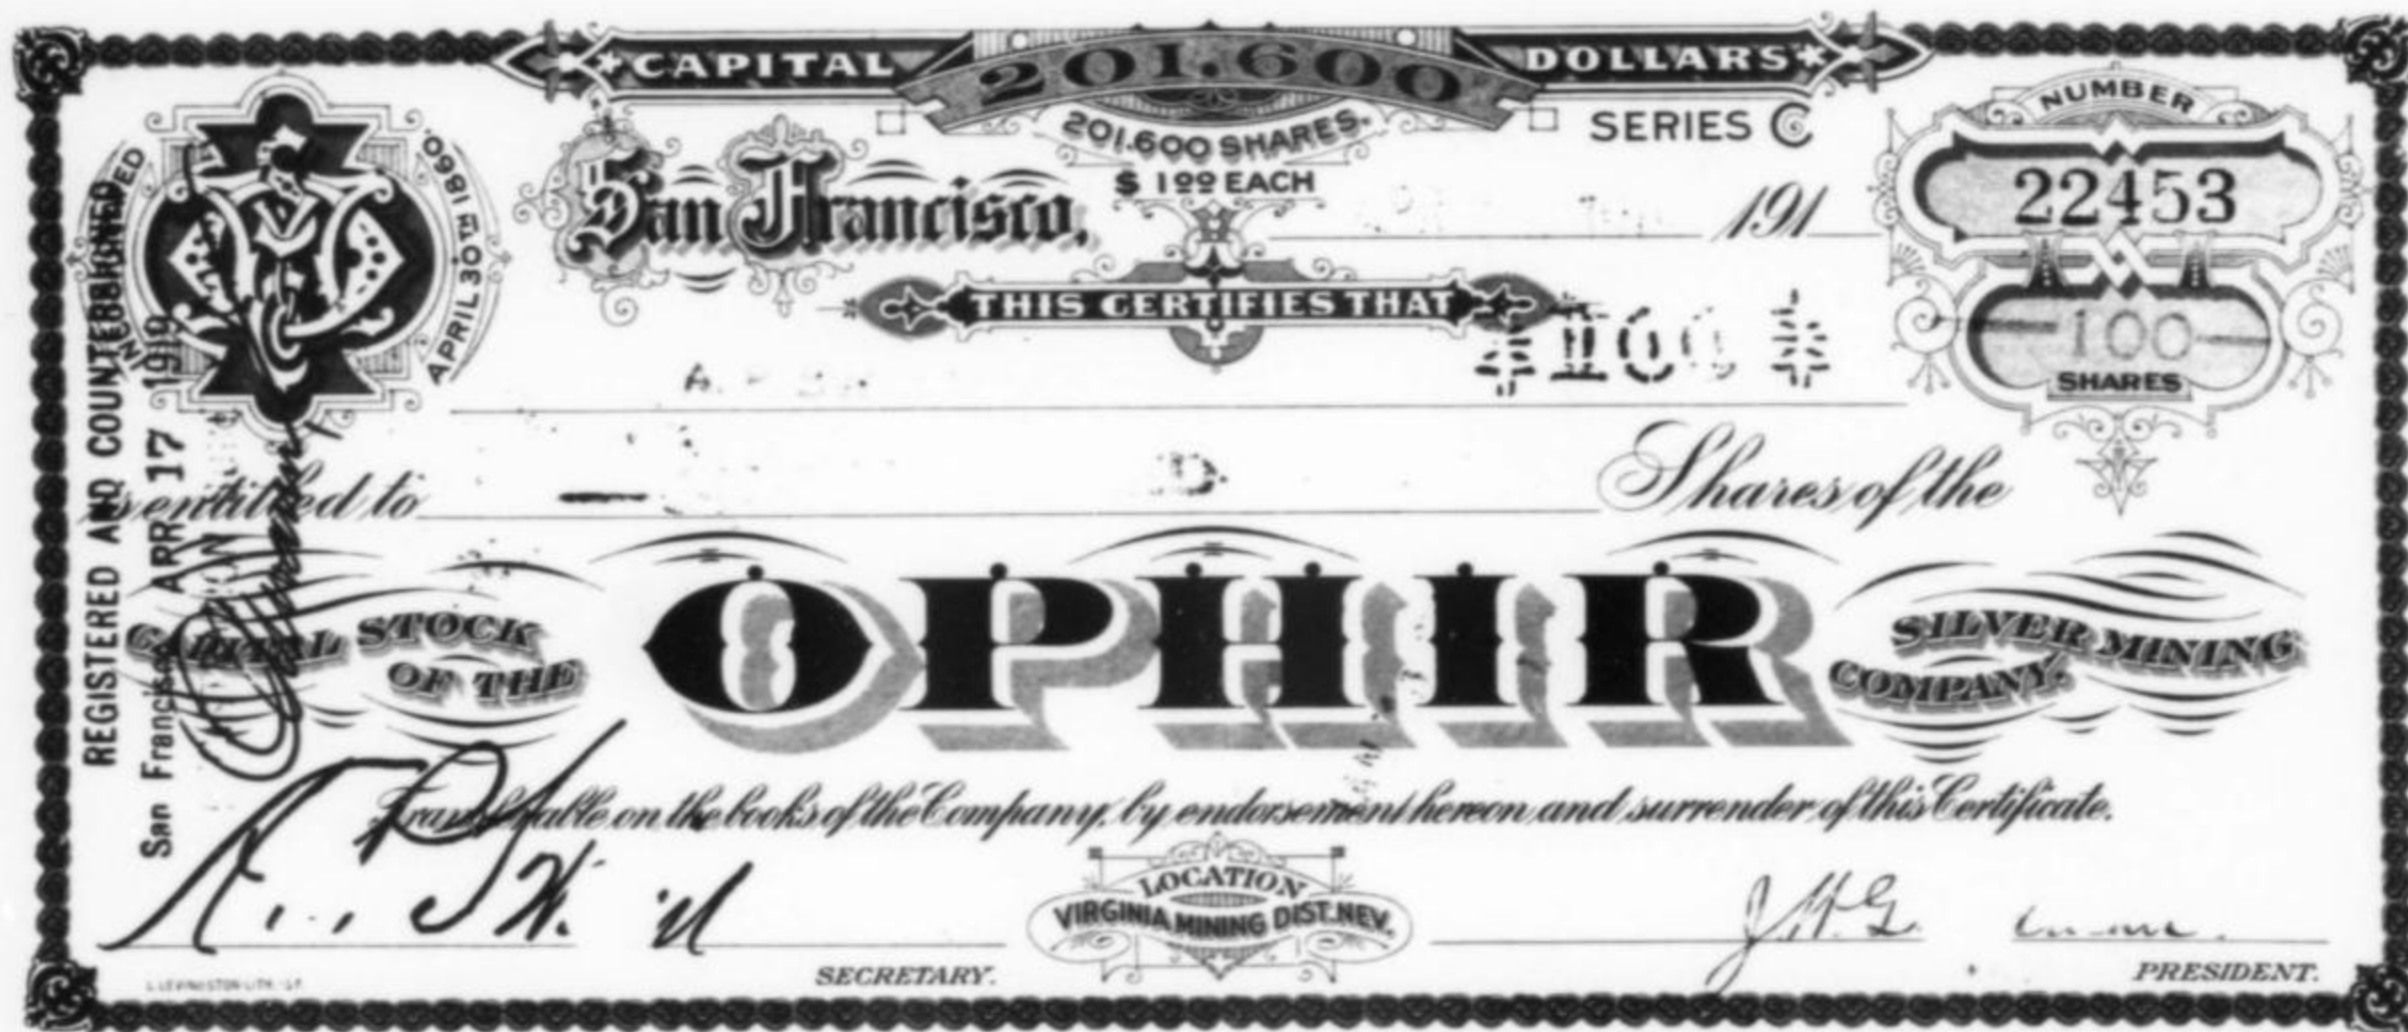 CAPITAL 201.600 DOLLARS
201.600 SHARES.
$1.00 EACH
SERIES C
NUMBER
22453
100
SHARES
INCORPORATED APRIL 30TH 1860.
San Francisco, 191
THIS CERTIFIES THAT
100
is entitled to Shares of the
CAPITAL STOCK
OF THE
OPHIR
SILVER MINING
COMPANY.
Transferable on the books of the Company, by endorsement hereon and surrender of this Certificate.
LOCATION
VIRGINIA MINING DIST. NEV.
SECRETARY.
PRESIDENT.
REGISTERED AND COUNTERSIGNED
San Francisco APR 17 1919